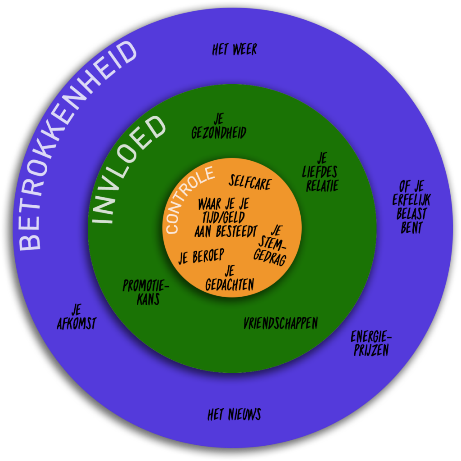 BETROKKENHEID
HET WEER
OF JE
ERFELIJK
BELAST
BENT
JE
AFKOMST
ENERGIE-
PRIJZEN
HET NIEUWS
INVLOED
JE
GEZONDHEID
JE
LIEFDES
RELATIE
PROMOTIE-
KANS
VRIENDSCHAPPEN
CONTROLE
SELFCARE
WAAR JE JE
TIJD/GELD
AAN BESTEEDT
JE
STEM-
GEDRAG
JE BEROEP
JE
GEDACHTEN